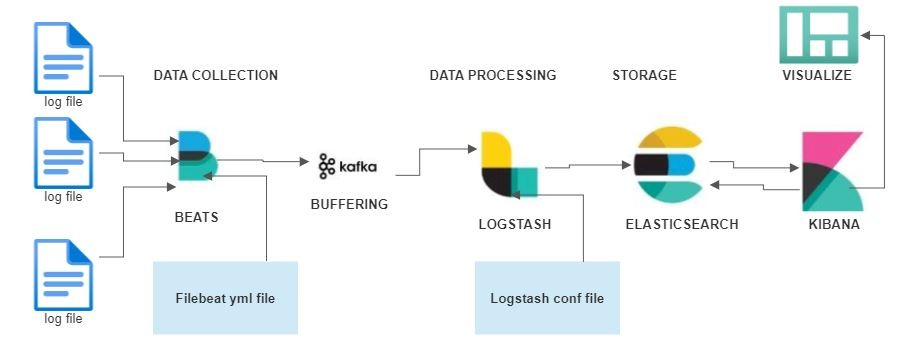 VISUALIZE
DATA COLLECTION
DATA PROCESSING
STORAGE
log file
kafka
log file
BUFFERING
BEATS
LOGSTASH
ELASTICSEARCH
KIBANA
Filebeat yml file
Logstash conf file
log file